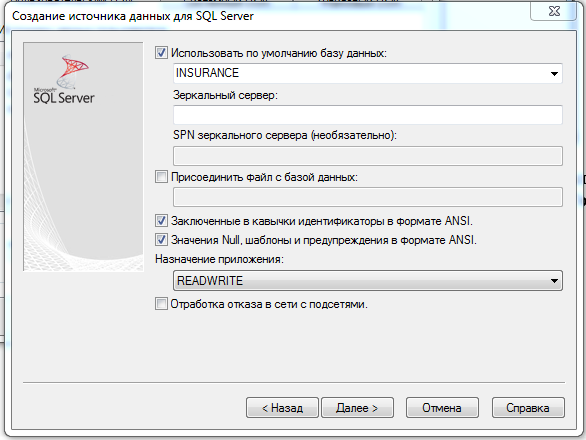 Создание источника данных для SQL Server
Microsoft
SQL Server
Использовать по умолчанию базу данных:
INSURANCE
Зеркальный сервер:
SPN зеркального сервера (необязательно):
Присоединить файл с базой данных:
Заключенные в кавычки идентификаторы в формате ANSI.
Значения Null, шаблоны и предупреждения в формате ANSI.
Назначение приложения:
READWRITE
Отработка отказа в сети с подсетями.
< Назад
Далее >
Отмена
Справка